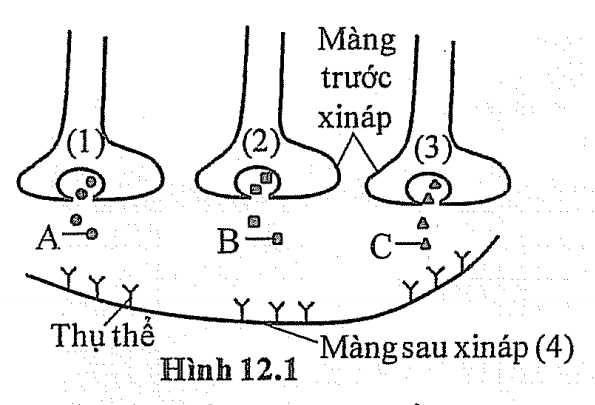 Màng
trước
xináp
(1)
(2)
(3)
A
B
C
Thụ thể
Màng sau xináp (4)
Hình 12.1